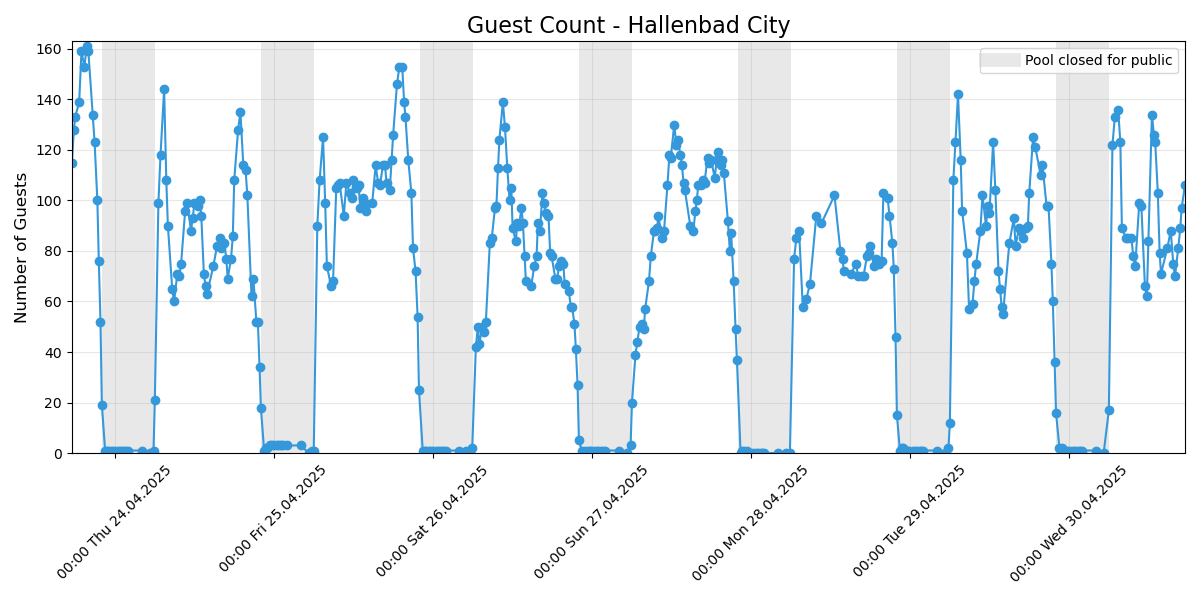 Guest Count - Hallenbad City
Pool closed for public
Number of Guests
160
140
120
100
80
60
40
20
0
00:00 Thu 24.04.2025
00:00 Fri 25.04.2025
00:00 Sat 26.04.2025
00:00 Sun 27.04.2025
00:00 Mon 28.04.2025
00:00 Tue 29.04.2025
00:00 Wed 30.04.2025